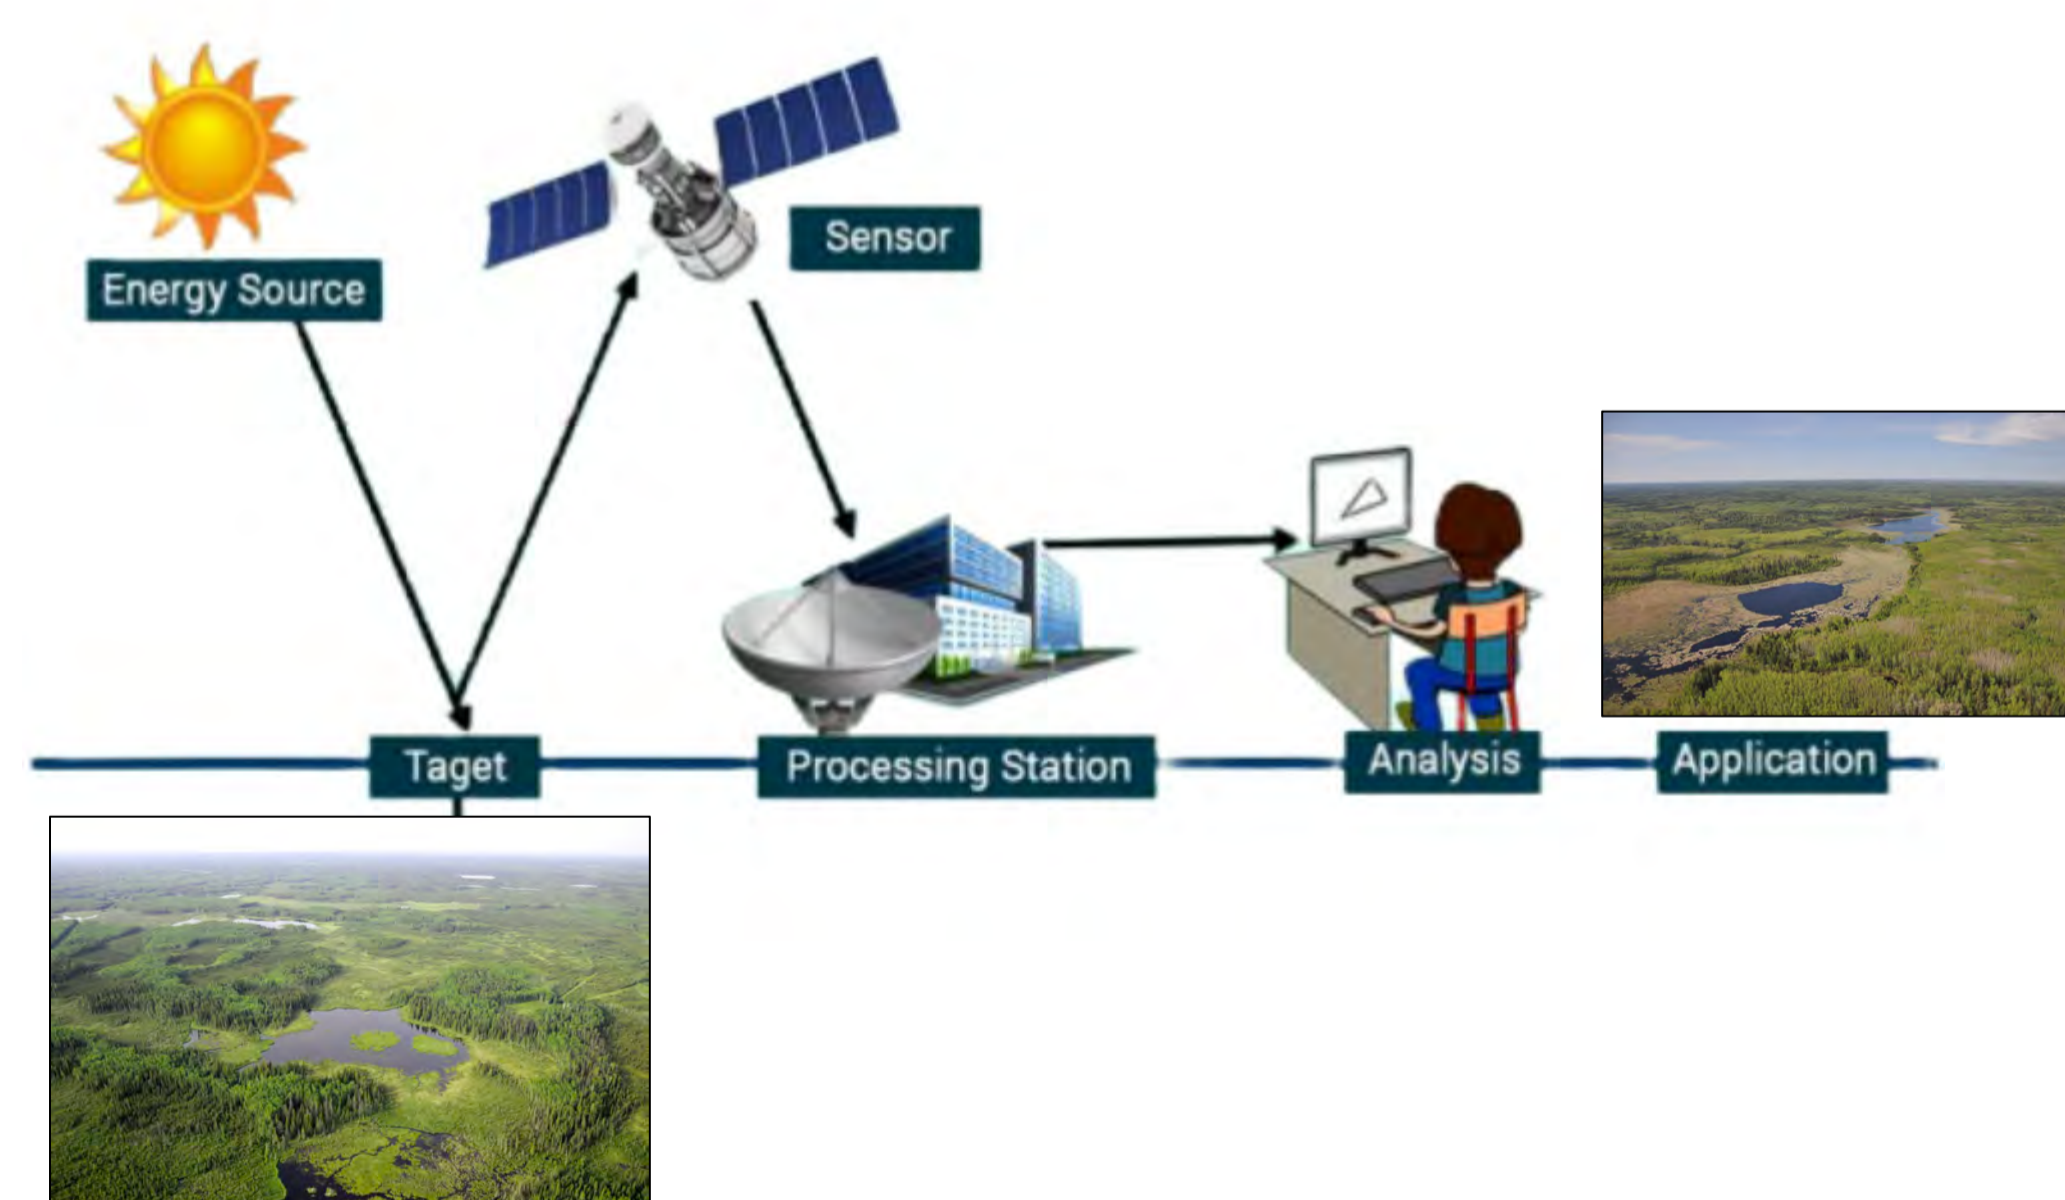 Energy Source
Sensor
Taget
Processing Station
Analysis
Application